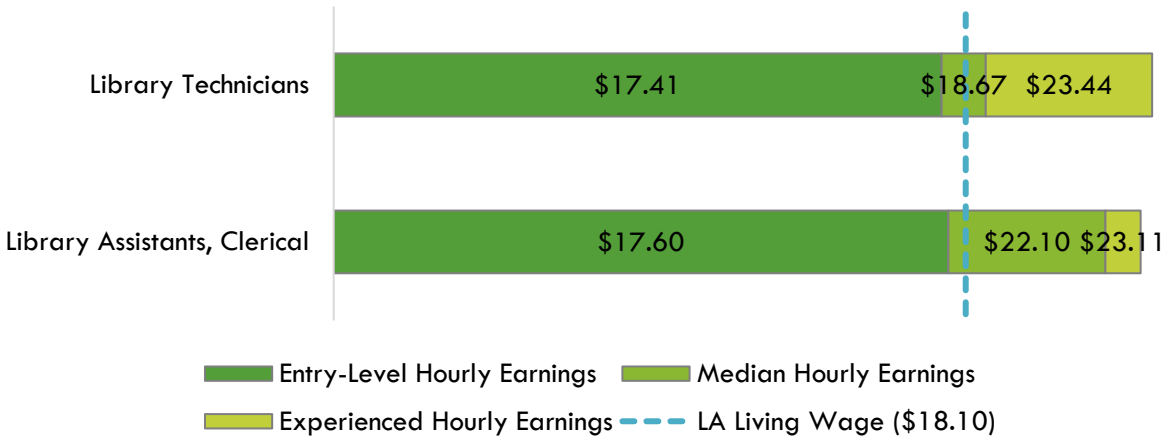 Library Technicians $17.41 $18.67 $23.44
Library Assistants, Clerical $17.60 $22.10 $23.11
Entry-Level Hourly Earnings Median Hourly Earnings
Experienced Hourly Earnings LA Living Wage ($18.10)